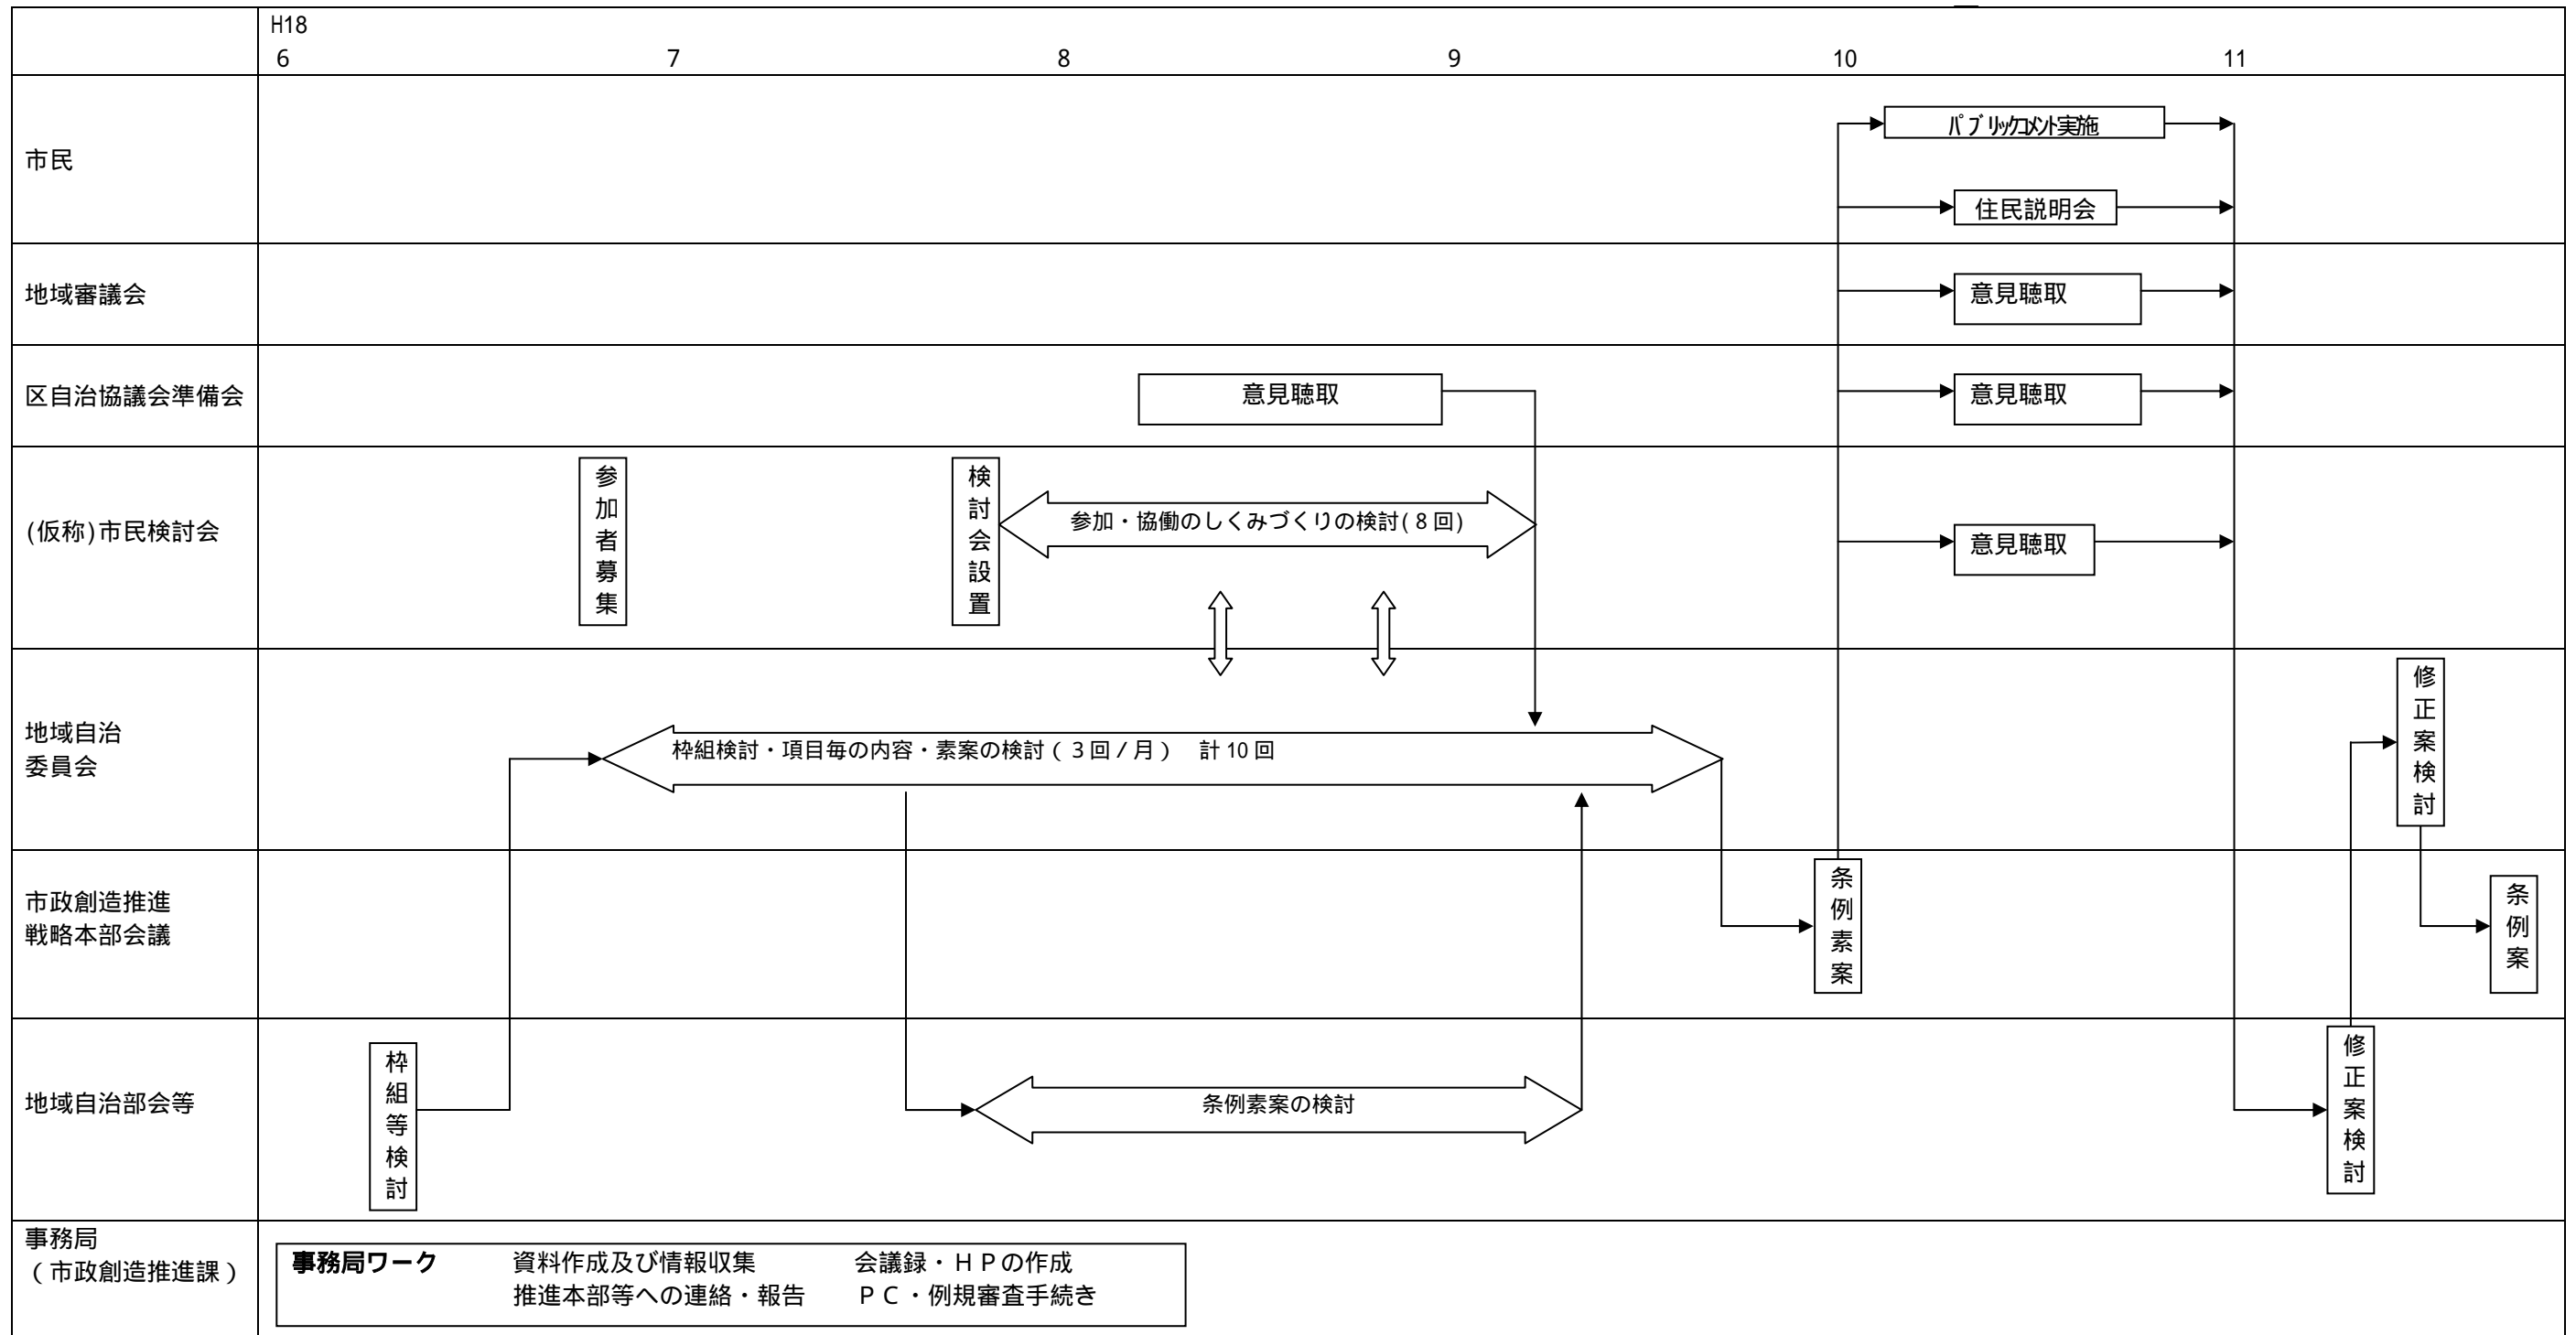 H18
6 7 8 9 10 11
市民
パブリックコメント実施
住民説明会
地域審議会
意見聴取
区自治協議会準備会
意見聴取
意見聴取
(仮称)市民検討会
参加者募集
検討会設置
参加・協働のしくみづくりの検討(8回)
意見聴取
地域自治
委員会
枠組検討・項目毎の内容・素案の検討(3回/月) 計10回
修正案検討
市政創造推進
戦略本部会議
条例素案
条例案
地域自治部会等
枠組等検討
条例素案の検討
修正案検討
事務局
(市政創造推進課)
事務局ワーク 資料作成及び情報収集 会議録・HPの作成
推進本部等への連絡・報告 PC・例規審査手続き